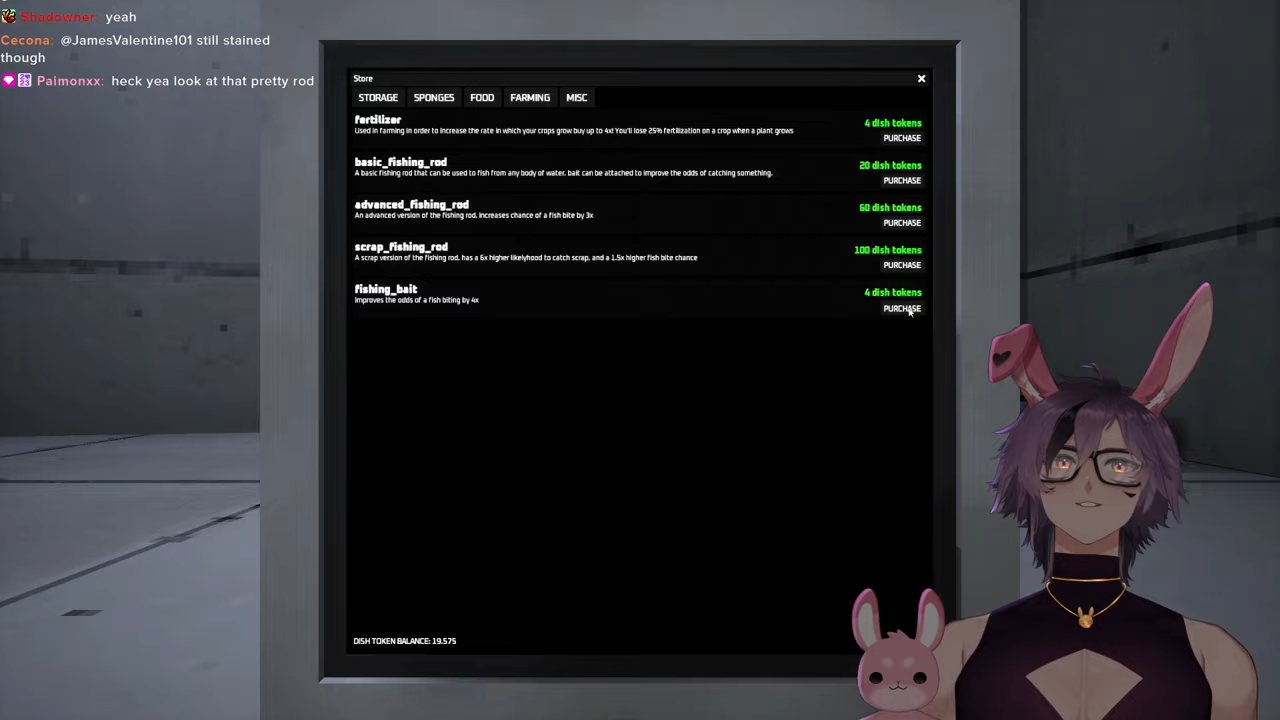 Shadowner: yeah
Cecona: @JamesValentine101 still stained
though
Paimonxx: heck yea look at that pretty rod
Store
STORAGE SPONGES FOOD FARMING MISC
fertilizer
4 dish tokens
Used in farming in order to increase the rate in which your crops grow buy up to 4x! You'll lose 25% fertilization on a crop when a plant grows
PURCHASE
basic_fishing_rod
20 dish tokens
A basic fishing rod that can be used to fish from any body of water, bait can be attached to improve the odds of catching something.
PURCHASE
advanced_fishing_rod
60 dish tokens
An advanced version of the fishing rod, increases chance of a fish bite by 3x
PURCHASE
scrap_fishing_rod
100 dish tokens
A scrap version of the fishing rod, has a 6x higher likelyhood to catch scrap, and a 1.5x higher fish bite chance
PURCHASE
fishing_bait
4 dish tokens
Improves the odds of a fish biting by 4x
PURCHASE
DISH TOKEN BALANCE: 19.575